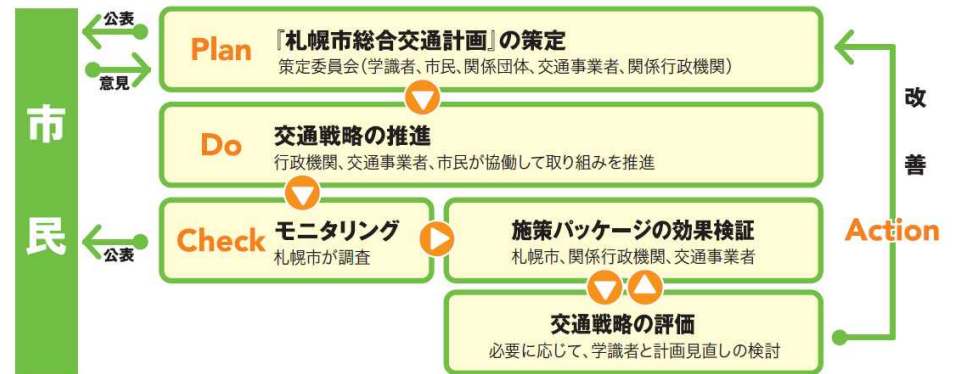 市民
公表
意見
Plan
『札幌市総合交通計画』の策定
策定委員会(学識者、市民、関係団体、交通事業者、関係行政機関)
Do
交通戦略の推進
行政機関、交通事業者、市民が協働して取り組みを推進
公表
Check
モニタリング
札幌市が調査
施策パッケージの効果検証
札幌市、関係行政機関、交通事業者
交通戦略の評価
必要に応じて、学識者と計画見直しの検討
改善
Action